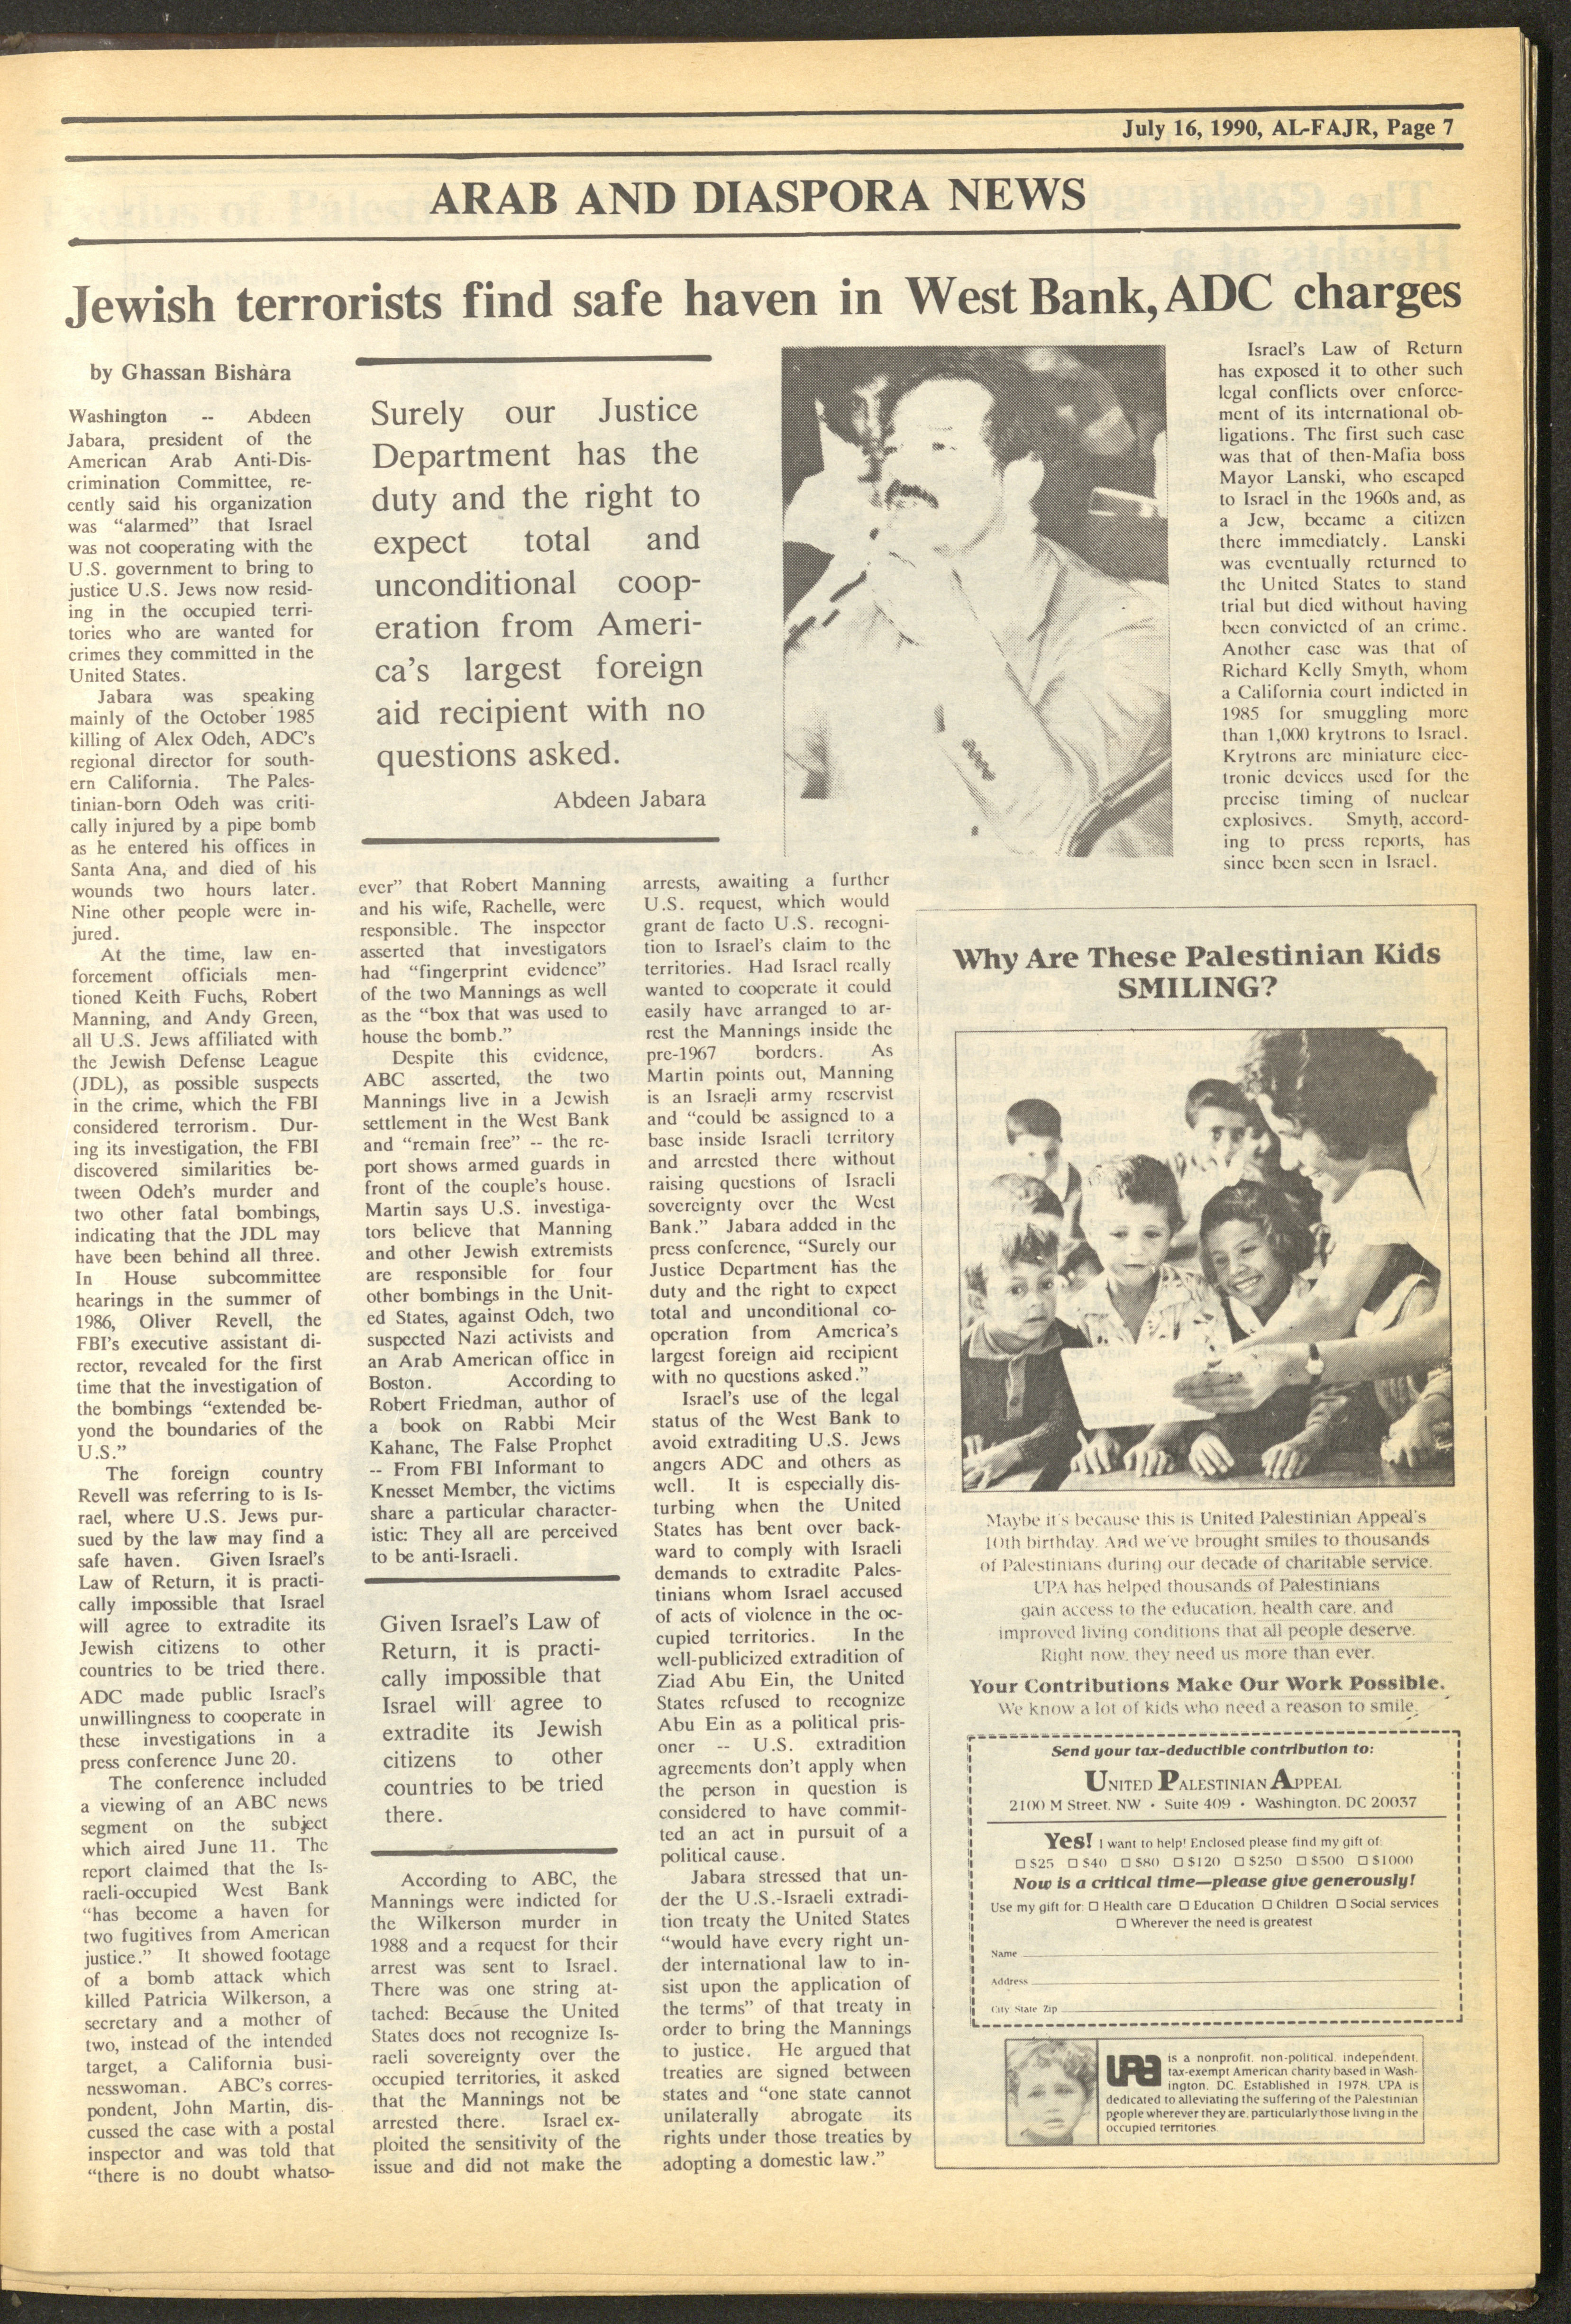 July 16, 1990, AL-FAJR, Page 7
ARAB AND DIASPORA NEWS
Jewish terrorists find safe haven in West Bank, ADC charges
by Ghassan Bishara
Washington -- Abdeen
Jabara, president of the
American Arab Anti-Dis-
crimination Committee, re-
cently said his organization
was “alarmed” that Israel
was not cooperating with the
U.S. government to bring to
justice U.S. Jews now resid-
ing in the occupied terri-
tories who are wanted for
crimes they committed in the
United States.
Jabara was speaking
mainly of the October 1985
killing of Alex Odeh, ADC’s
regional director for south-
ern California. The Pales-
tinian-born Odeh was criti-
cally injured by a pipe bomb
as he entered his offices in
Santa Ana, and died of his
wounds two hours later.
Nine other people were in-
jured.
At the time, law en-
forcement officials men-
tioned Keith Fuchs, Robert
Manning, and Andy Green,
all U.S. Jews affiliated with
the Jewish Defense League
(JDL), as possible suspects
in the crime, which the FBI
considered terrorism. Dur-
ing its investigation, the FBI
discovered similarities be-
tween Odeh’s murder and
two other fatal bombings,
indicating that the JDL may
have been behind all three.
In House subcommittee
hearings in the summer of
1986, Oliver Revell, the
FBI’s executive assistant di-
rector, revealed for the first
time that the investigation of
the bombings “extended be-
yond the boundaries of the
U.S.”
The foreign country
Revell was referring to is Is-
rael, where U.S. Jews pur-
sued by the law may find a
safe haven. Given Israel’s
Law of Return, it is practi-
cally impossible that Israel
will agree to extradite its
Jewish citizens to other
countries to be tried there.
ADC made public Israel’s
unwillingness to cooperate in
these investigations in a
press conference June 20.
The conference included
a viewing of an ABC news
segment on the subject
which aired June 11. The
report claimed that the Is-
raeli-occupied West Bank
“has become a haven for
two fugitives from American
justice.” It showed footage
of a bomb attack which
killed Patricia Wilkerson, a
secretary and a mother of
two, instead of the intended
target, a California busi-
nesswoman. ABC’s corres-
pondent, John Martin, dis-
cussed the case with a postal
inspector and was told that
“there is no doubt whatso-
Surely our Justice
Department has the
duty and the right to
expect total and
unconditional coop-
eration from Ameri-
ca’s largest foreign
aid recipient with no
questions asked.
Abdeen Jabara
ever” that Robert Manning
and his wife, Rachelle, were
responsible. The inspector
asserted that investigators
had “fingerprint evidence”
of the two Mannings as well
as the “box that was used to
house the bomb.”
Despite this evidence,
ABC asserted, the two
Mannings live in a Jewish
settlement in the West Bank
and “remain free” -- the re-
port shows armed guards in
front of the couple’s house.
Martin says U.S. investiga-
tors believe that Manning
and other Jewish extremists
are responsible for four
other bombings in the Unit-
ed States, against Odeh, two
suspected Nazi activists and
an Arab American office in
Boston. According to
Robert Friedman, author of
a book on Rabbi Meir
Kahane, The False Prophet
-- From FBI Informant to
Knesset Member, the victims
share a particular character-
istic: They all are perceived
to be anti-Israeli.
Given Israel’s Law of
Return, it is practi-
cally impossible that
Israel will agree to
extradite its Jewish
citizens to other
countries to be tried
there.
According to ABC, the
Mannings were indicted for
the Wilkerson murder in
1988 and a request for their
arrest was sent to Israel.
There was one string at-
tached: Because the United
States does not recognize Is-
raeli sovereignty over the
occupied territories, it asked
that the Mannings not be
arrested there. Israel ex-
ploited the sensitivity of the
issue and did not make the
arrests, awaiting a further
U.S. request, which would
grant de facto U.S. recogni-
tion to Israel’s claim to the
territories. Had Israel really
wanted to cooperate it could
easily have arranged to ar-
rest the Mannings inside the
pre-1967 borders. As
Martin points out, Manning
is an Israeli army reservist
and “could be assigned to a
base inside Israeli territory
and arrested there without
raising questions of Israeli
sovereignty over the West
Bank.” Jabara added in the
press conference, “Surely our
Justice Department has the
duty and the right to expect
total and unconditional co-
operation from America’s
largest foreign aid recipient
with no questions asked.”
Israel’s use of the legal
status of the West Bank to
avoid extraditing U.S. Jews
angers ADC and others as
well. It is especially dis-
turbing when the United
States has bent over back-
ward to comply with Israeli
demands to extradite Pales-
tinians whom Israel accused
of acts of violence in the oc-
cupied territories. In the
well-publicized extradition of
Ziad Abu Ein, the United
States refused to recognize
Abu Ein as a political pris-
oner -- U.S. extradition
agreements don’t apply when
the person in question is
considered to have commit-
ted an act in pursuit of a
political cause.
Jabara stressed that un-
der the U.S.-Israeli extradi-
tion treaty the United States
“would have every right un-
der international law to in-
sist upon the application of
the terms” of that treaty in
order to bring the Mannings
to justice. He argued that
treaties are signed between
states and “one state cannot
unilaterally abrogate its
rights under those treaties by
adopting a domestic law.”
Israel’s Law of Return
has exposed it to other such
legal conflicts over enforce-
ment of its international ob-
ligations. The first such case
was that of then-Mafia boss
Mayor Lanski, who escaped
to Israel in the 1960s and, as
a Jew, became a citizen
there immediately. Lanski
was eventually returned to
the United States to stand
trial but died without having
been convicted of an crime.
Another case was that of
Richard Kelly Smyth, whom
a California court indicted in
1985 for smuggling more
than 1,000 krytrons to Israel.
Krytrons are miniature elec-
tronic devices used for the
precise timing of nuclear
explosives. Smyth, accord-
ing to press reports, has
since been seen in Israel.
Why Are These Palestinian Kids
SMILING?
Maybe it’s because this is United Palestinian Appeal’s
10th birthday. And we’ve brought smiles to thousands
of Palestinians during our decade of charitable service.
UPA has helped thousands of Palestinians
gain access to the education, health care, and
improved living conditions that all people deserve.
Right now, they need us more than ever.
Your Contributions Make Our Work Possible.
We know a lot of kids who need a reason to smile.
Send your tax-deductible contribution to:
UNITED PALESTINIAN APPEAL
2100 M Street, NW • Suite 409 • Washington, DC 20037
Yes! I want to help! Enclosed please find my gift of:
□ $25 □ $40 □ $80 □ $120 □ $250 □ $500 □ $1000
Now is a critical time—please give generously!
Use my gift for: □ Health care □ Education □ Children □ Social services
□ Wherever the need is greatest
Name
Address
City State Zip
UPA is a nonprofit, non-political, independent,
tax-exempt American charity based in Wash-
ington, DC. Established in 1978, UPA is
dedicated to alleviating the suffering of the Palestinian
people wherever they are, particularly those living in the
occupied territories.